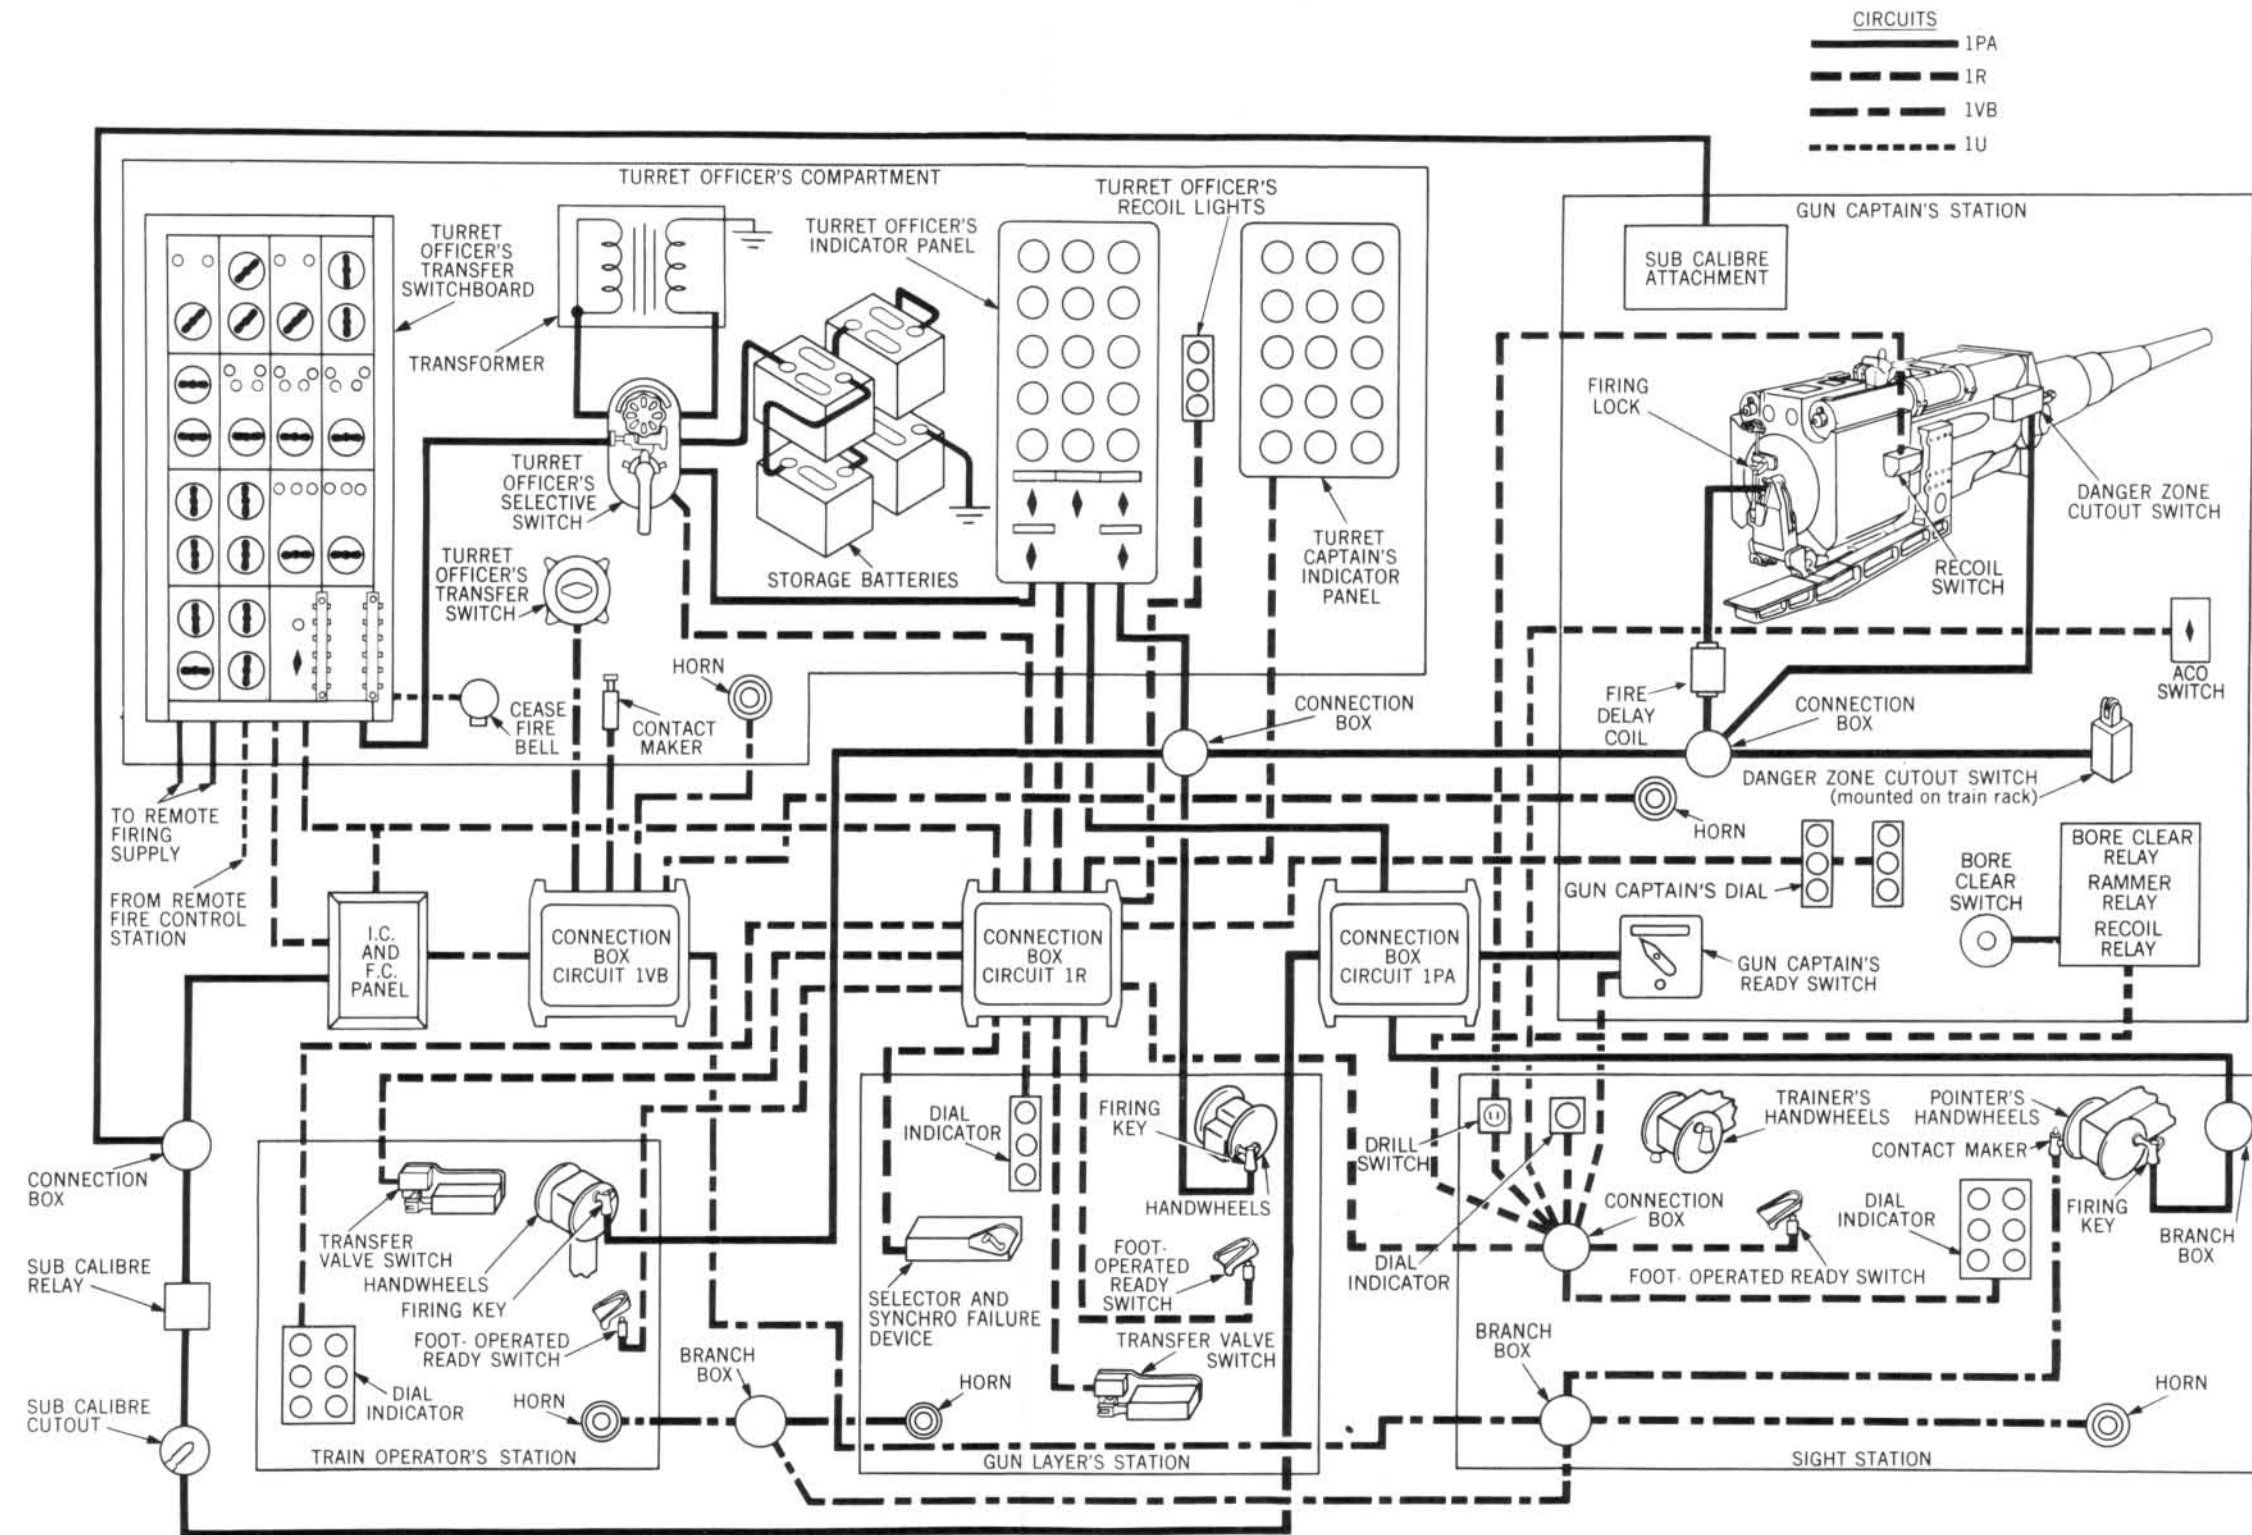 CIRCUITS
1PA
1R
1VB
1U
TURRET OFFICER'S COMPARTMENT
TURRET
OFFICER'S
TRANSFER
SWITCHBOARD
TRANSFORMER
TURRET OFFICER'S
INDICATOR PANEL
TURRET OFFICER'S
RECOIL LIGHTS
TURRET
OFFICER'S
SELECTIVE
SWITCH
STORAGE BATTERIES
TURRET
CAPTAIN'S
INDICATOR
PANEL
TURRET
OFFICER'S
TRANSFER
SWITCH
HORN
CEASE
FIRE
BELL
CONTACT
MAKER
CONNECTION
BOX
GUN CAPTAIN'S STATION
SUB CALIBRE
ATTACHMENT
FIRING
LOCK
DANGER ZONE
CUTOUT SWITCH
RECOIL
SWITCH
ACO
SWITCH
FIRE
DELAY
COIL
CONNECTION
BOX
DANGER ZONE CUTOUT SWITCH
(mounted on train rack)
HORN
GUN CAPTAIN'S DIAL
BORE
CLEAR
SWITCH
BORE CLEAR
RELAY
RAMMER
RELAY
RECOIL
RELAY
GUN CAPTAIN'S
READY SWITCH
TO REMOTE
FIRING
SUPPLY
FROM REMOTE
FIRE CONTROL
STATION
I.C.
AND
F.C.
PANEL
CONNECTION
BOX
CIRCUIT 1VB
CONNECTION
BOX
CIRCUIT 1R
CONNECTION
BOX
CIRCUIT 1PA
CONNECTION
BOX
SUB CALIBRE
RELAY
SUB CALIBRE
CUTOUT
TRANSFER
VALVE SWITCH
HANDWHEELS
FIRING KEY
FOOT-OPERATED
READY SWITCH
DIAL
INDICATOR
HORN
TRAIN OPERATOR'S STATION
BRANCH
BOX
DIAL
INDICATOR
FIRING
KEY
HANDWHEELS
FOOT-
OPERATED
READY
SWITCH
SELECTOR AND
SYNCHRO FAILURE
DEVICE
TRANSFER VALVE
SWITCH
HORN
GUN LAYER'S STATION
DRILL
SWITCH
DIAL
INDICATOR
TRAINER'S
HANDWHEELS
POINTER'S
HANDWHEELS
CONTACT MAKER
CONNECTION
BOX
DIAL
INDICATOR
FIRING
KEY
BRANCH
BOX
FOOT-OPERATED READY SWITCH
BRANCH
BOX
HORN
SIGHT STATION